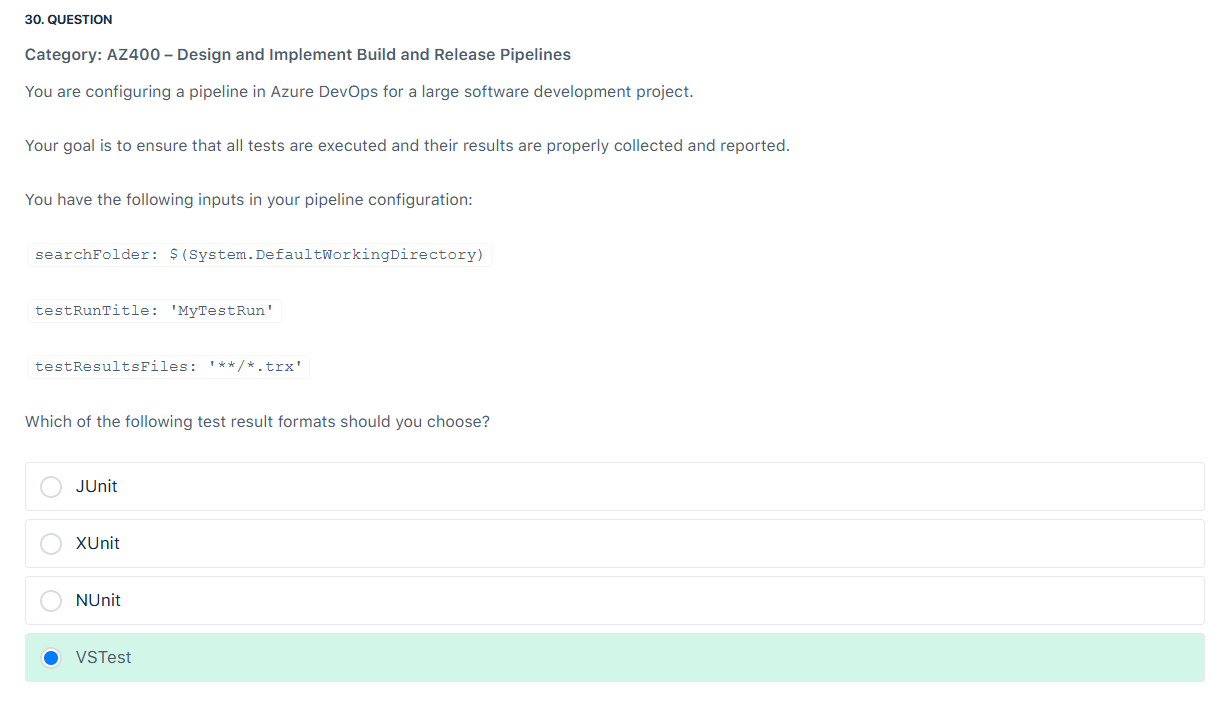 30. QUESTION
Category: AZ400 – Design and Implement Build and Release Pipelines
You are configuring a pipeline in Azure DevOps for a large software development project.
Your goal is to ensure that all tests are executed and their results are properly collected and reported.
You have the following inputs in your pipeline configuration:
searchFolder: $(System.DefaultWorkingDirectory)
testRunTitle: 'MyTestRun'
testResultsFiles: '**/*.trx'
Which of the following test result formats should you choose?
JUnit
XUnit
NUnit
VSTest